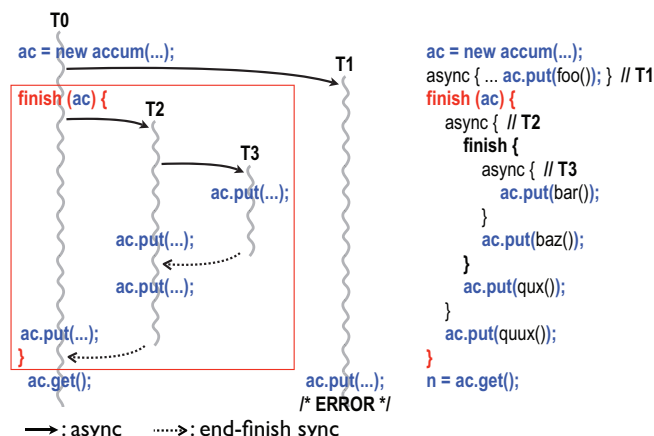 T0
ac = new accum(...);
T1
finish (ac) {
T2
T3
ac.put(...);
ac.put(...);
ac.put(...);
ac.put(...);
}
ac.get();
ac.put(...);
/* ERROR */
: async
: end-finish sync
ac = new accum(...);
async { ... ac.put(foo()); } // T1
finish (ac) {
async { // T2
finish {
async { // T3
ac.put(bar());
}
ac.put(baz());
}
ac.put(qux());
}
ac.put(quux());
}
n = ac.get();